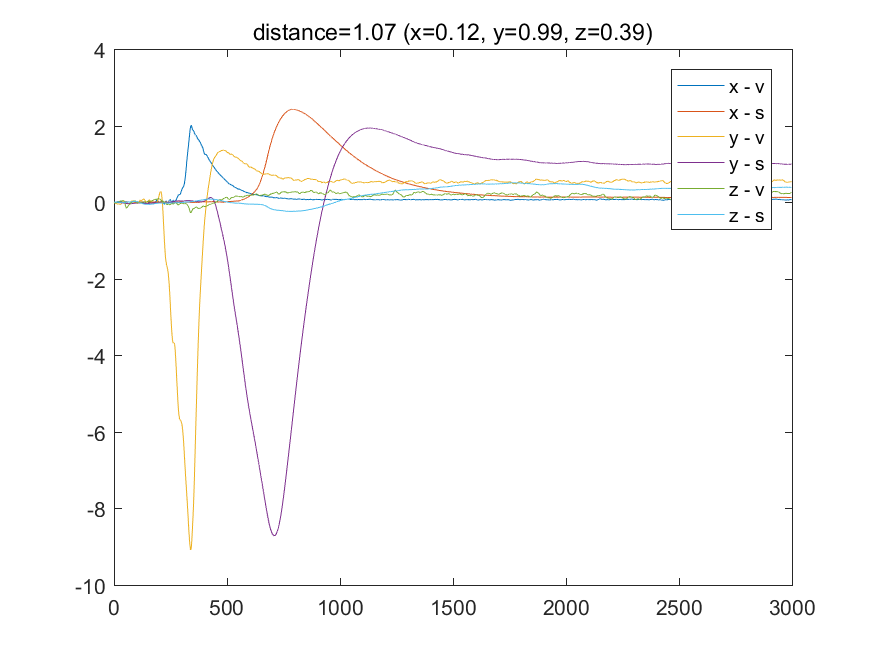 distance=1.07 (x=0.12, y=0.99, z=0.39)
4
2
0
-2
-4
-6
-8
-10
x - v
x - s
y - v
y - s
z - v
z - s
0 500 1000 1500 2000 2500 3000